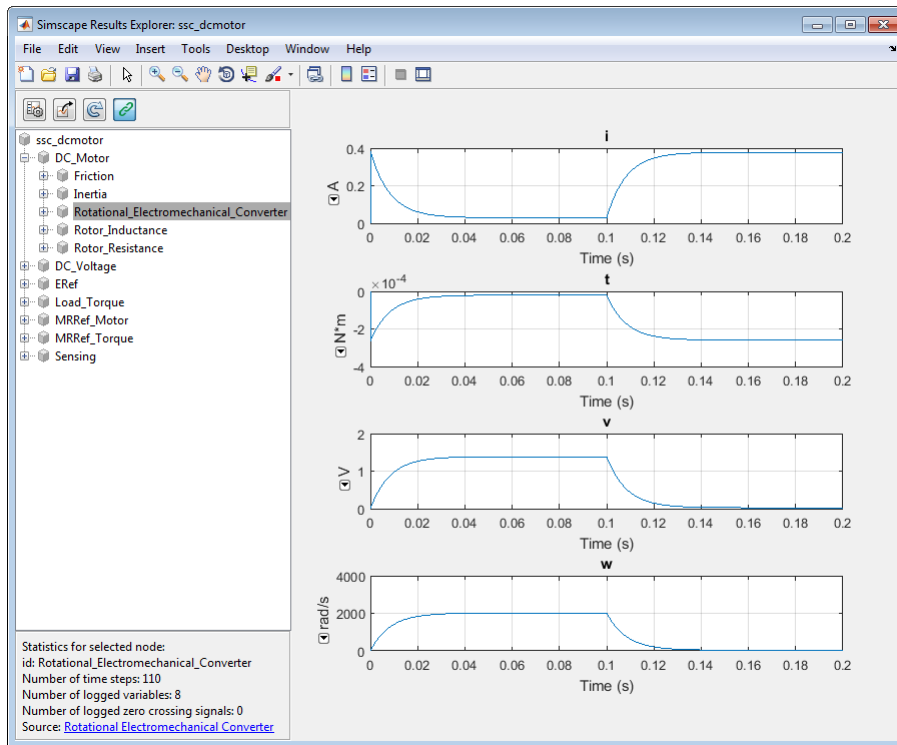 Simscape Results Explorer: ssc_dcmotor
File Edit View Insert Tools Desktop Window Help
ssc_dcmotor
DC_Motor
Friction
Inertia
Rotational_Electromechanical_Converter
Rotor_Inductance
Rotor_Resistance
DC_Voltage
ERef
Load_Torque
MRRef_Motor
MRRef_Torque
Sensing
Statistics for selected node:
id: Rotational_Electromechanical_Converter
Number of time steps: 110
Number of logged variables: 8
Number of logged zero crossing signals: 0
Source: Rotational Electromechanical Converter
i
0.4
0.2
0
A
0 0.02 0.04 0.06 0.08 0.1 0.12 0.14 0.16 0.18 0.2
Time (s)
×10⁻⁴
t
0
-2
-4
N*m
0 0.02 0.04 0.06 0.08 0.1 0.12 0.14 0.16 0.18 0.2
Time (s)
v
2
1
0
V
0 0.02 0.04 0.06 0.08 0.1 0.12 0.14 0.16 0.18 0.2
Time (s)
w
4000
2000
0
rad/s
0 0.02 0.04 0.06 0.08 0.1 0.12 0.14 0.16 0.18 0.2
Time (s)